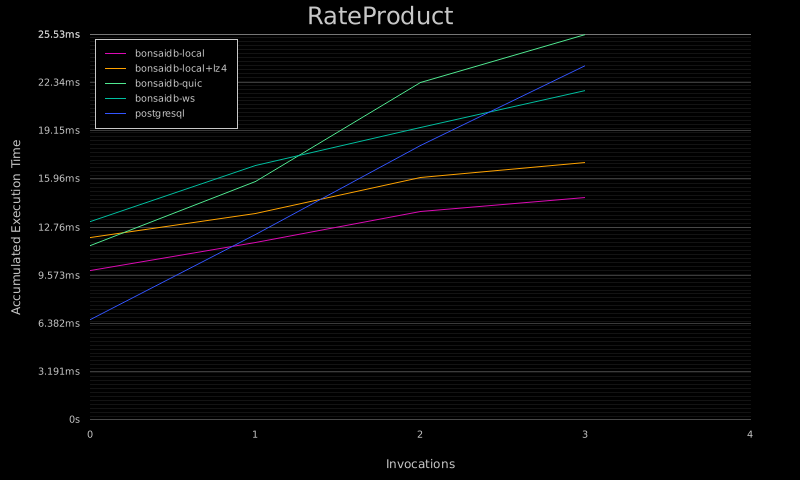 RateProduct
25.53ms
22.34ms
19.15ms
15.96ms
12.76ms
9.573ms
6.382ms
3.191ms
0s
bonsaidb-local
bonsaidb-local+lz4
bonsaidb-quic
bonsaidb-ws
postgresql
Accumulated Execution Time
0 1 2 3 4
Invocations